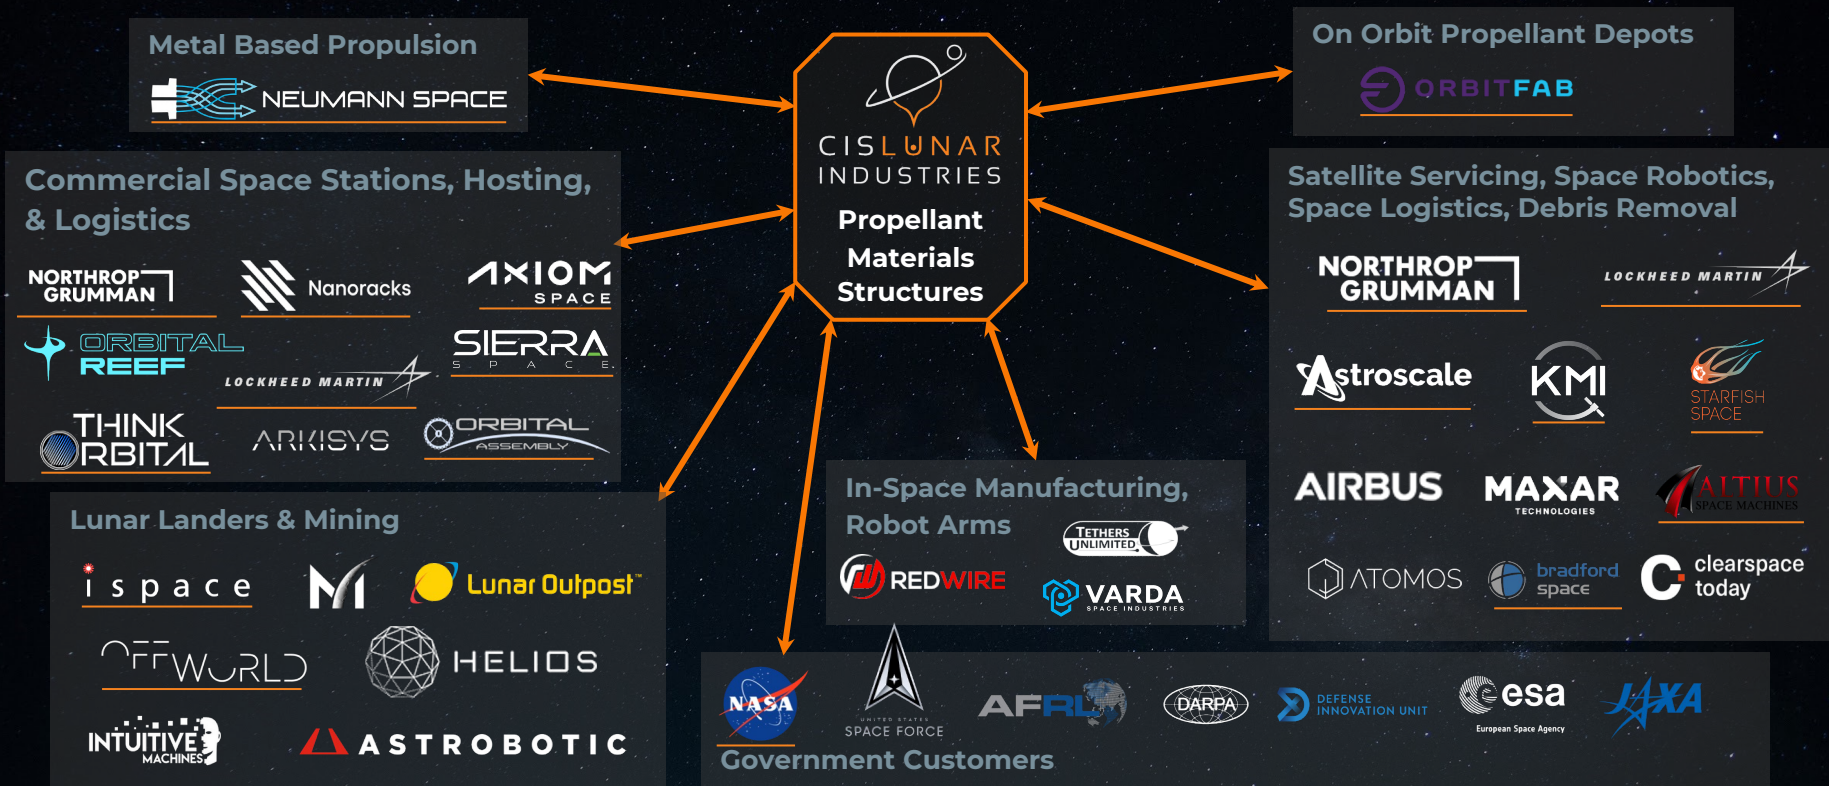 Metal Based Propulsion
NEUMANN SPACE
Commercial Space Stations, Hosting,
& Logistics
NORTHROP
GRUMMAN
Nanoracks
AXIOM
SPACE
ORBITAL
REEF
LOCKHEED MARTIN
SIERRA
SPACE
THINK
ORBITAL
ARKISYS
ORBITAL
ASSEMBLY
Lunar Landers & Mining
ispace
M
Lunar Outpost™
OFFWORLD
HELIOS
INTUITIVE
MACHINES
ASTROBOTIC
CISLUNAR
INDUSTRIES
Propellant
Materials
Structures
In-Space Manufacturing,
Robot Arms
TETHERS
UNLIMITED
REDWIRE
VARDA
SPACE INDUSTRIES
On Orbit Propellant Depots
ORBITFAB
Satellite Servicing, Space Robotics,
Space Logistics, Debris Removal
NORTHROP
GRUMMAN
LOCKHEED MARTIN
Astroscale
KMI
STARFISH
SPACE
AIRBUS
MAXAR
TECHNOLOGIES
ALTIUS
SPACE MACHINES
ATOMOS
bradford
space
clearspace
today
NASA
UNITED STATES
SPACE FORCE
AFRL
DARPA
DEFENSE
INNOVATION UNIT
esa
European Space Agency
JAXA
Government Customers